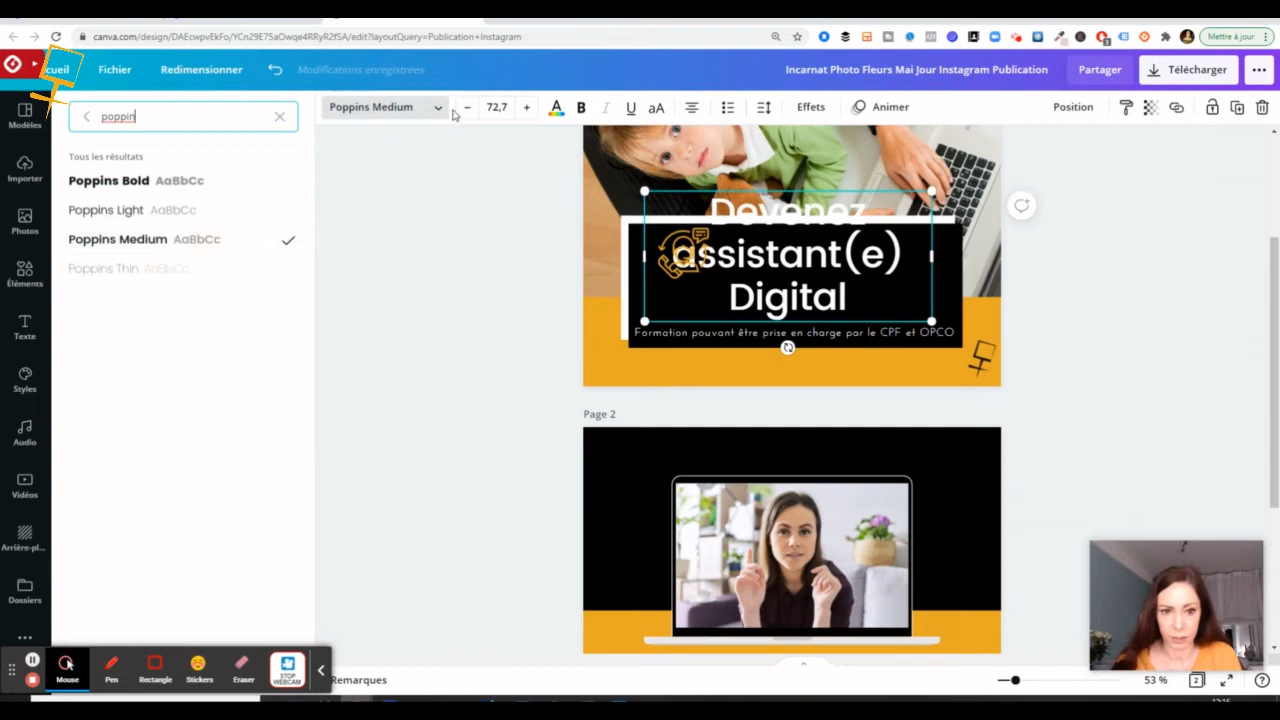 canva.com/design/DAEcwpvEkFo/YCn29E75aOwqe4RRyR2fSA/edit?layoutQuery=Publication+Instagram
Mettre à jour
cueil
Fichier
Redimensionner
Modifications enregistrées
Incarnat Photo Fleurs Mai Jour Instagram Publication
Partager
Télécharger
Modèles
Importer
Photos
Éléments
Texte
Styles
Audio
Vidéos
Arrière-pl...
Dossiers
poppin
Tous les résultats
Poppins Bold AaBbCc
Poppins Light AaBbCc
Poppins Medium AaBbCc
Poppins Thin AaBbCc
Poppins Medium
72,7
A
B
I
U
aA
Effets
Animer
Position
Devenez
assistant(e)
Digital
Formation pouvant être prise en charge par le CPF et OPCO
Page 2
Mouse
Pen
Rectangle
Stickers
Eraser
STOP
WEBCAM
Remarques
53 %
2